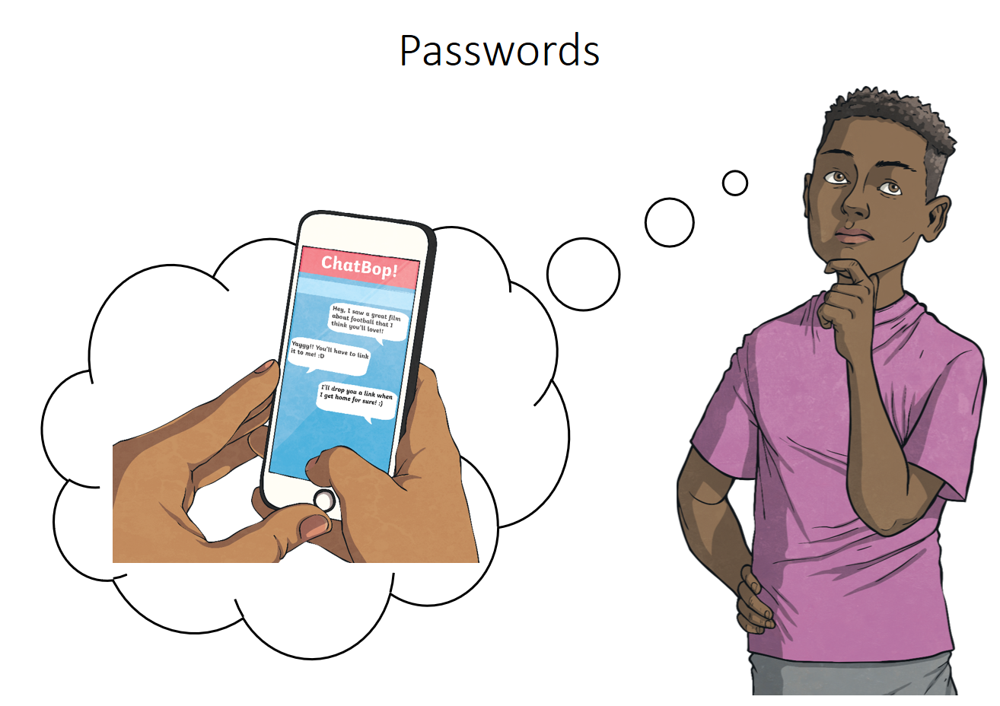 Passwords
ChatBop!
Hey, I saw a great film
about football that I
think you'll love!!
Yayyy!! You'll have to link
it to me! :D
I'll drop you a link when
I get home for sure! :)